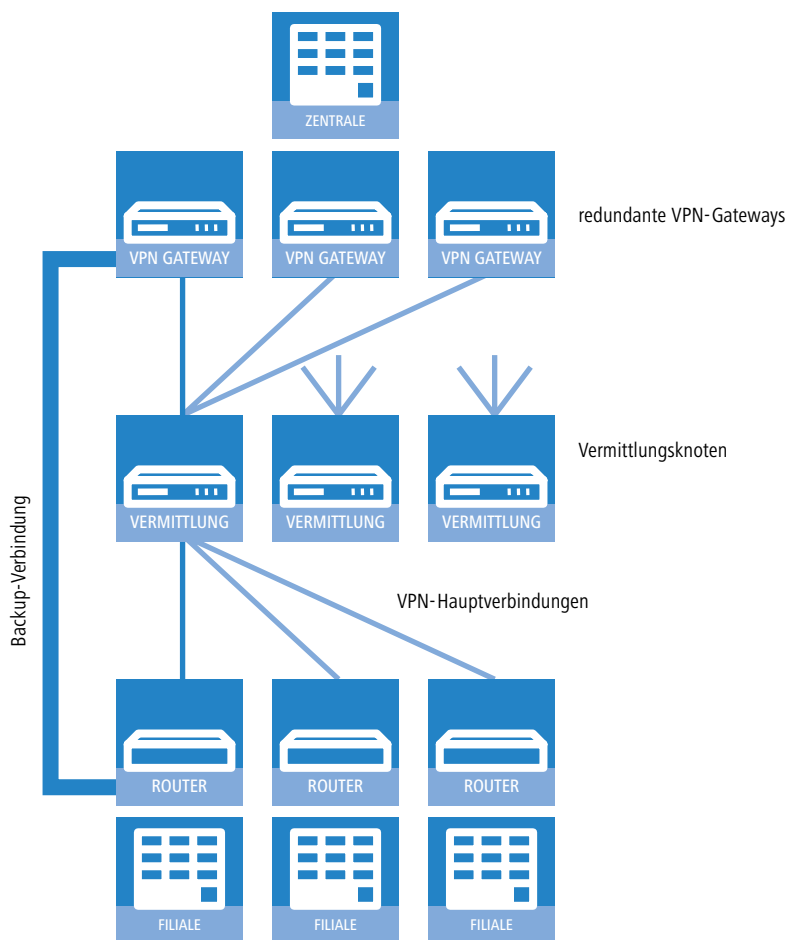 ZENTRALE
VPN GATEWAY
VPN GATEWAY
VPN GATEWAY
redundante VPN-Gateways
VERMITTLUNG
VERMITTLUNG
VERMITTLUNG
Vermittlungsknoten
Backup-Verbindung
VPN-Hauptverbindungen
ROUTER
ROUTER
ROUTER
FILIALE
FILIALE
FILIALE